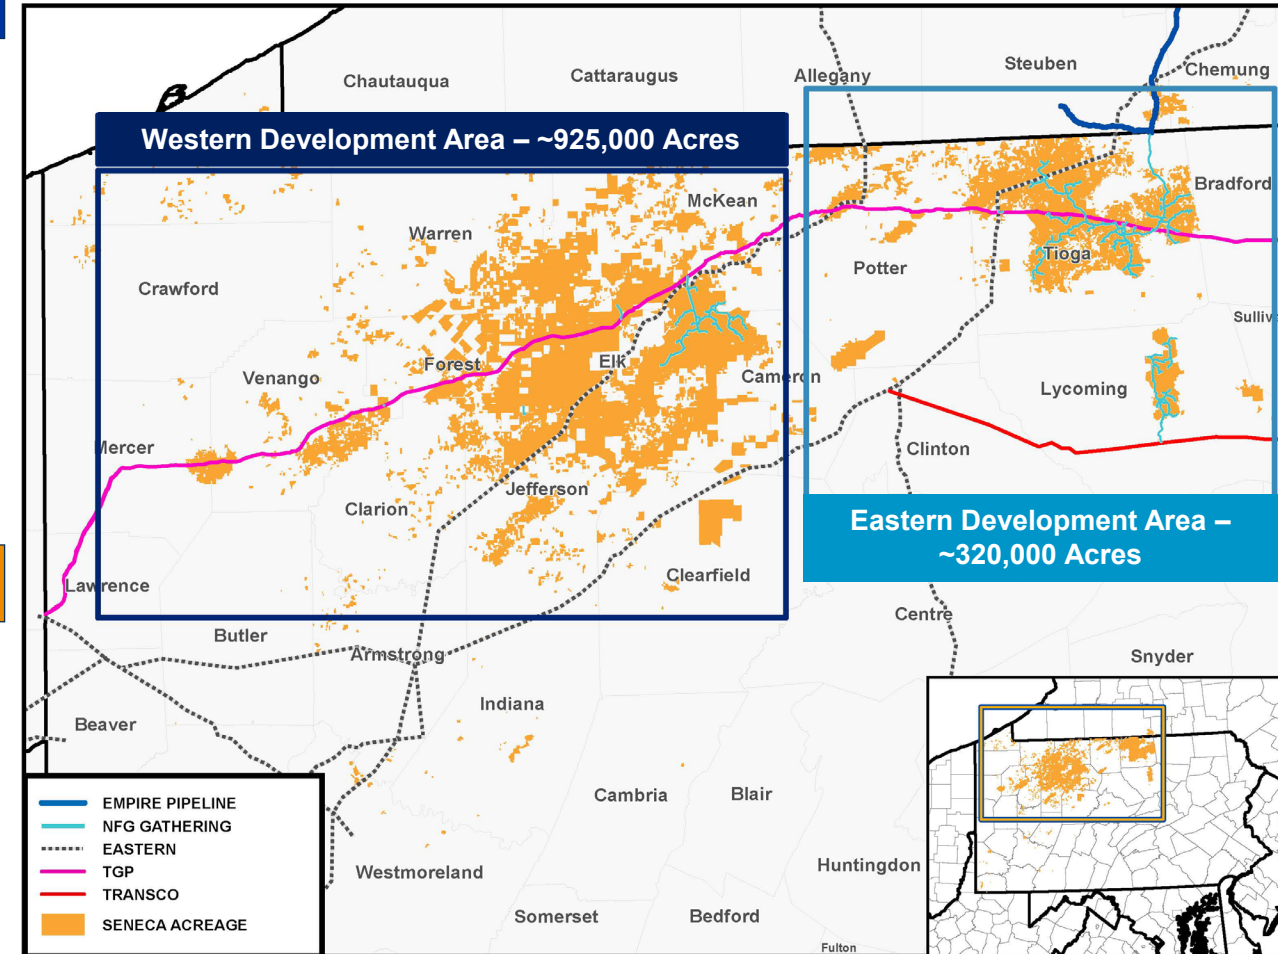 Chautauqua
Cattaraugus
Allegany
Steuben
Chemung
Western Development Area – ~925,000 Acres
McKean
Bradford
Warren
Tioga
Potter
Crawford
Forest
Elk
Cameron
Venango
Lycoming
Mercer
Clinton
Jefferson
Clarion
Eastern Development Area –
~320,000 Acres
Clearfield
Lawrence
Centre
Butler
Armstrong
Snyder
Indiana
Beaver
Cambria
Blair
Huntingdon
Westmoreland
Somerset
Bedford
Fulton
EMPIRE PIPELINE
NFG GATHERING
EASTERN
TGP
TRANSCO
SENECA ACREAGE